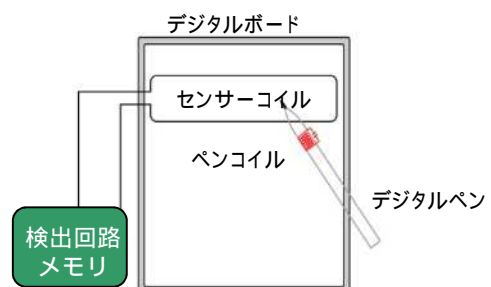 デジタルボード
センサーコイル
ペンコイル
デジタルペン
検出回路
メモリ